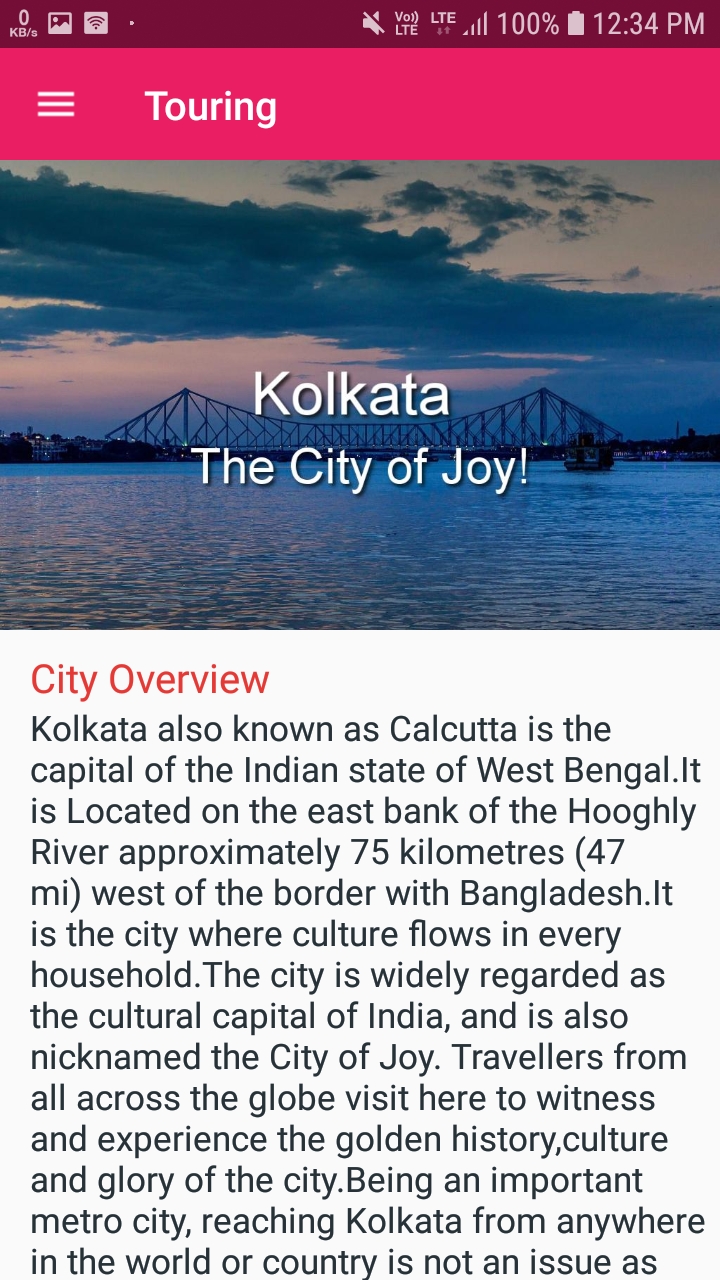 0
KB/s
Vo)) LTE LTE 100% 12:34 PM
Touring
Kolkata
The City of Joy!
City Overview
Kolkata also known as Calcutta is the
capital of the Indian state of West Bengal.It
is Located on the east bank of the Hooghly
River approximately 75 kilometres (47
mi) west of the border with Bangladesh.It
is the city where culture flows in every
household.The city is widely regarded as
the cultural capital of India, and is also
nicknamed the City of Joy. Travellers from
all across the globe visit here to witness
and experience the golden history,culture
and glory of the city.Being an important
metro city, reaching Kolkata from anywhere
in the world or country is not an issue as